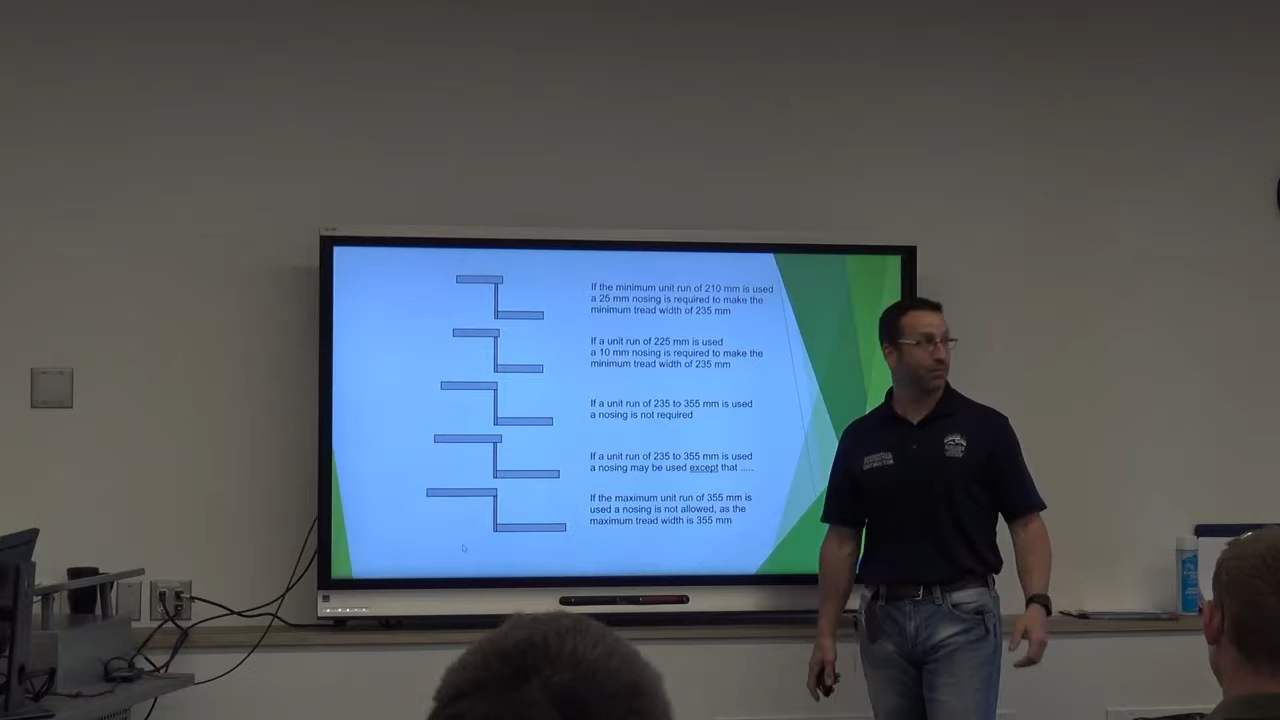 If the minimum unit run of 210 mm is used
a 25 mm nosing is required to make the
minimum tread width of 235 mm
If a unit run of 225 mm is used
a 10 mm nosing is required to make the
minimum tread width of 235 mm
If a unit run of 235 to 355 mm is used
a nosing is not required
If a unit run of 235 to 355 mm is used
a nosing may be used except that .....
If the maximum unit run of 355 mm is
used a nosing is not allowed, as the
maximum tread width is 355 mm